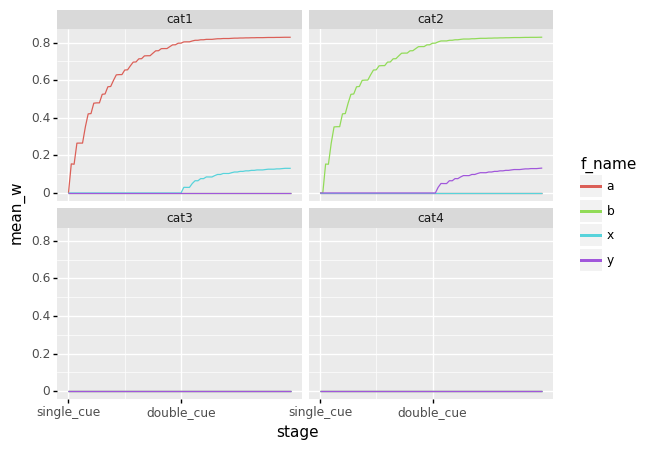 cat1 cat2
0.8
0.6
0.4
0.2
0
mean_w
cat3 cat4
0.8
0.6
0.4
0.2
0
single_cue double_cue single_cue double_cue
stage
f_name
a
b
x
y